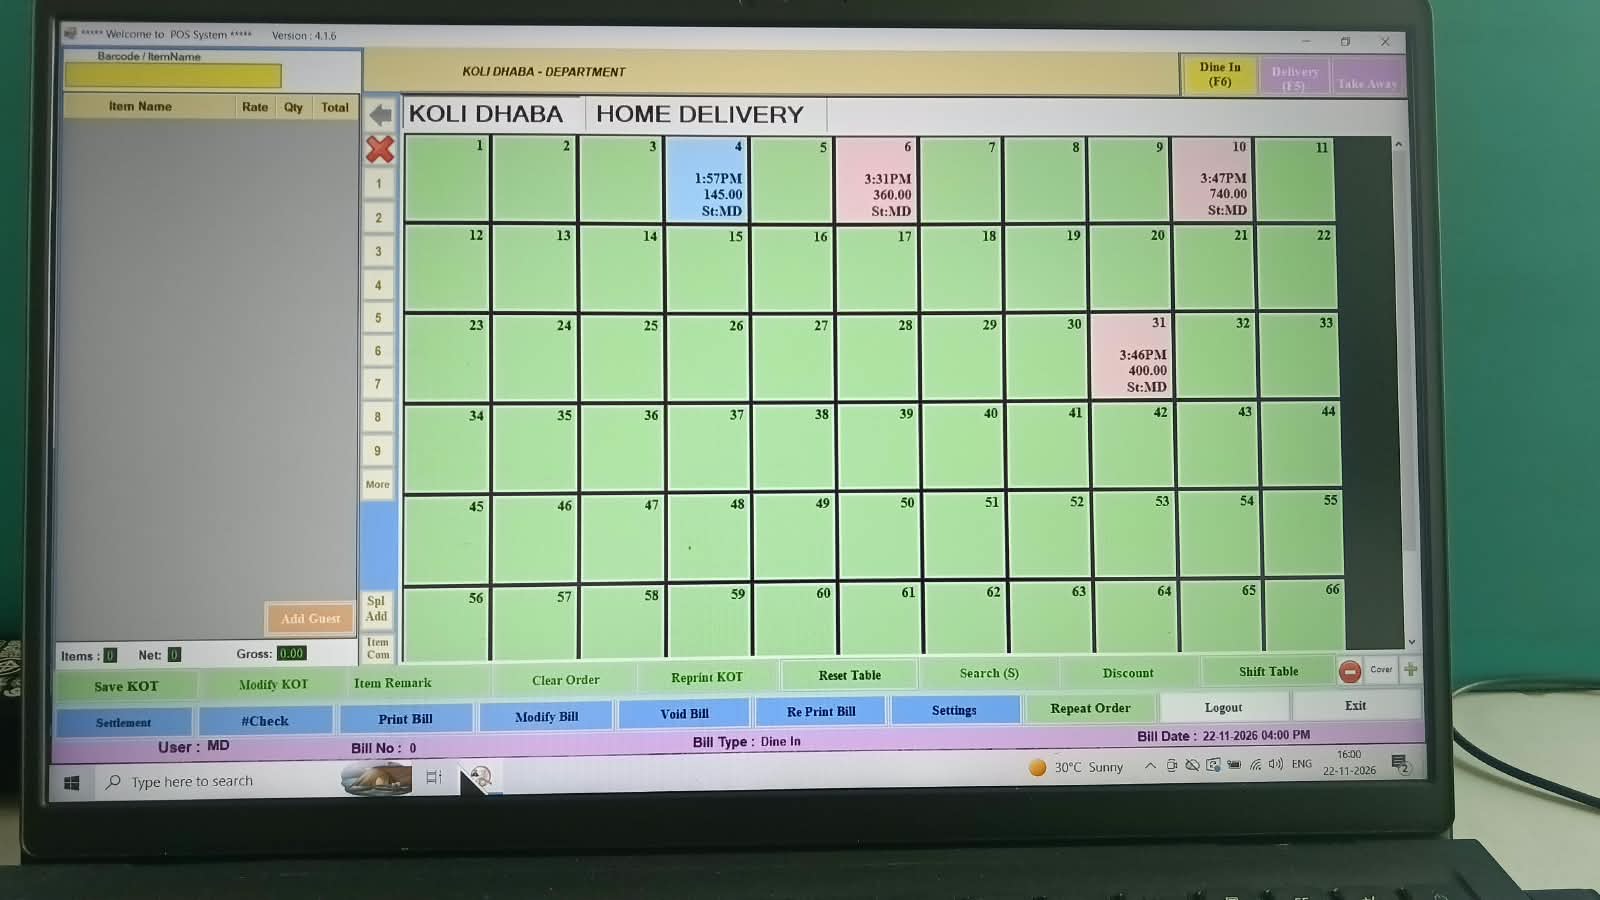 ***** Welcome to POS System ***** Version : 4.1.6
Barcode / ItemName
KOLI DHABA - DEPARTMENT
Dine In
(F6)
Delivery
(F5)
Take Away
Item Name Rate Qty Total
KOLI DHABA HOME DELIVERY
1 2 3 4 5 6 7 8 9 10 11
1:57PM 3:31PM 3:47PM
145.00 360.00 740.00
St:MD St:MD St:MD
12 13 14 15 16 17 18 19 20 21 22
23 24 25 26 27 28 29 30 31 32 33
3:46PM
400.00
St:MD
34 35 36 37 38 39 40 41 42 43 44
45 46 47 48 49 50 51 52 53 54 55
56 57 58 59 60 61 62 63 64 65 66
1
2
3
4
5
6
7
8
9
More
Spl
Add
Item
Com
Add Guest
Items : 0 Net: 0 Gross: 0.00
Save KOT Modify KOT Item Remark Clear Order Reprint KOT Reset Table Search (S) Discount Shift Table Cover
Settlement #Check Print Bill Modify Bill Void Bill Re Print Bill Settings Repeat Order Logout Exit
User : MD Bill No : 0 Bill Type : Dine In Bill Date : 22-11-2026 04:00 PM
Type here to search 30°C Sunny ENG 16:00
22-11-2026
2